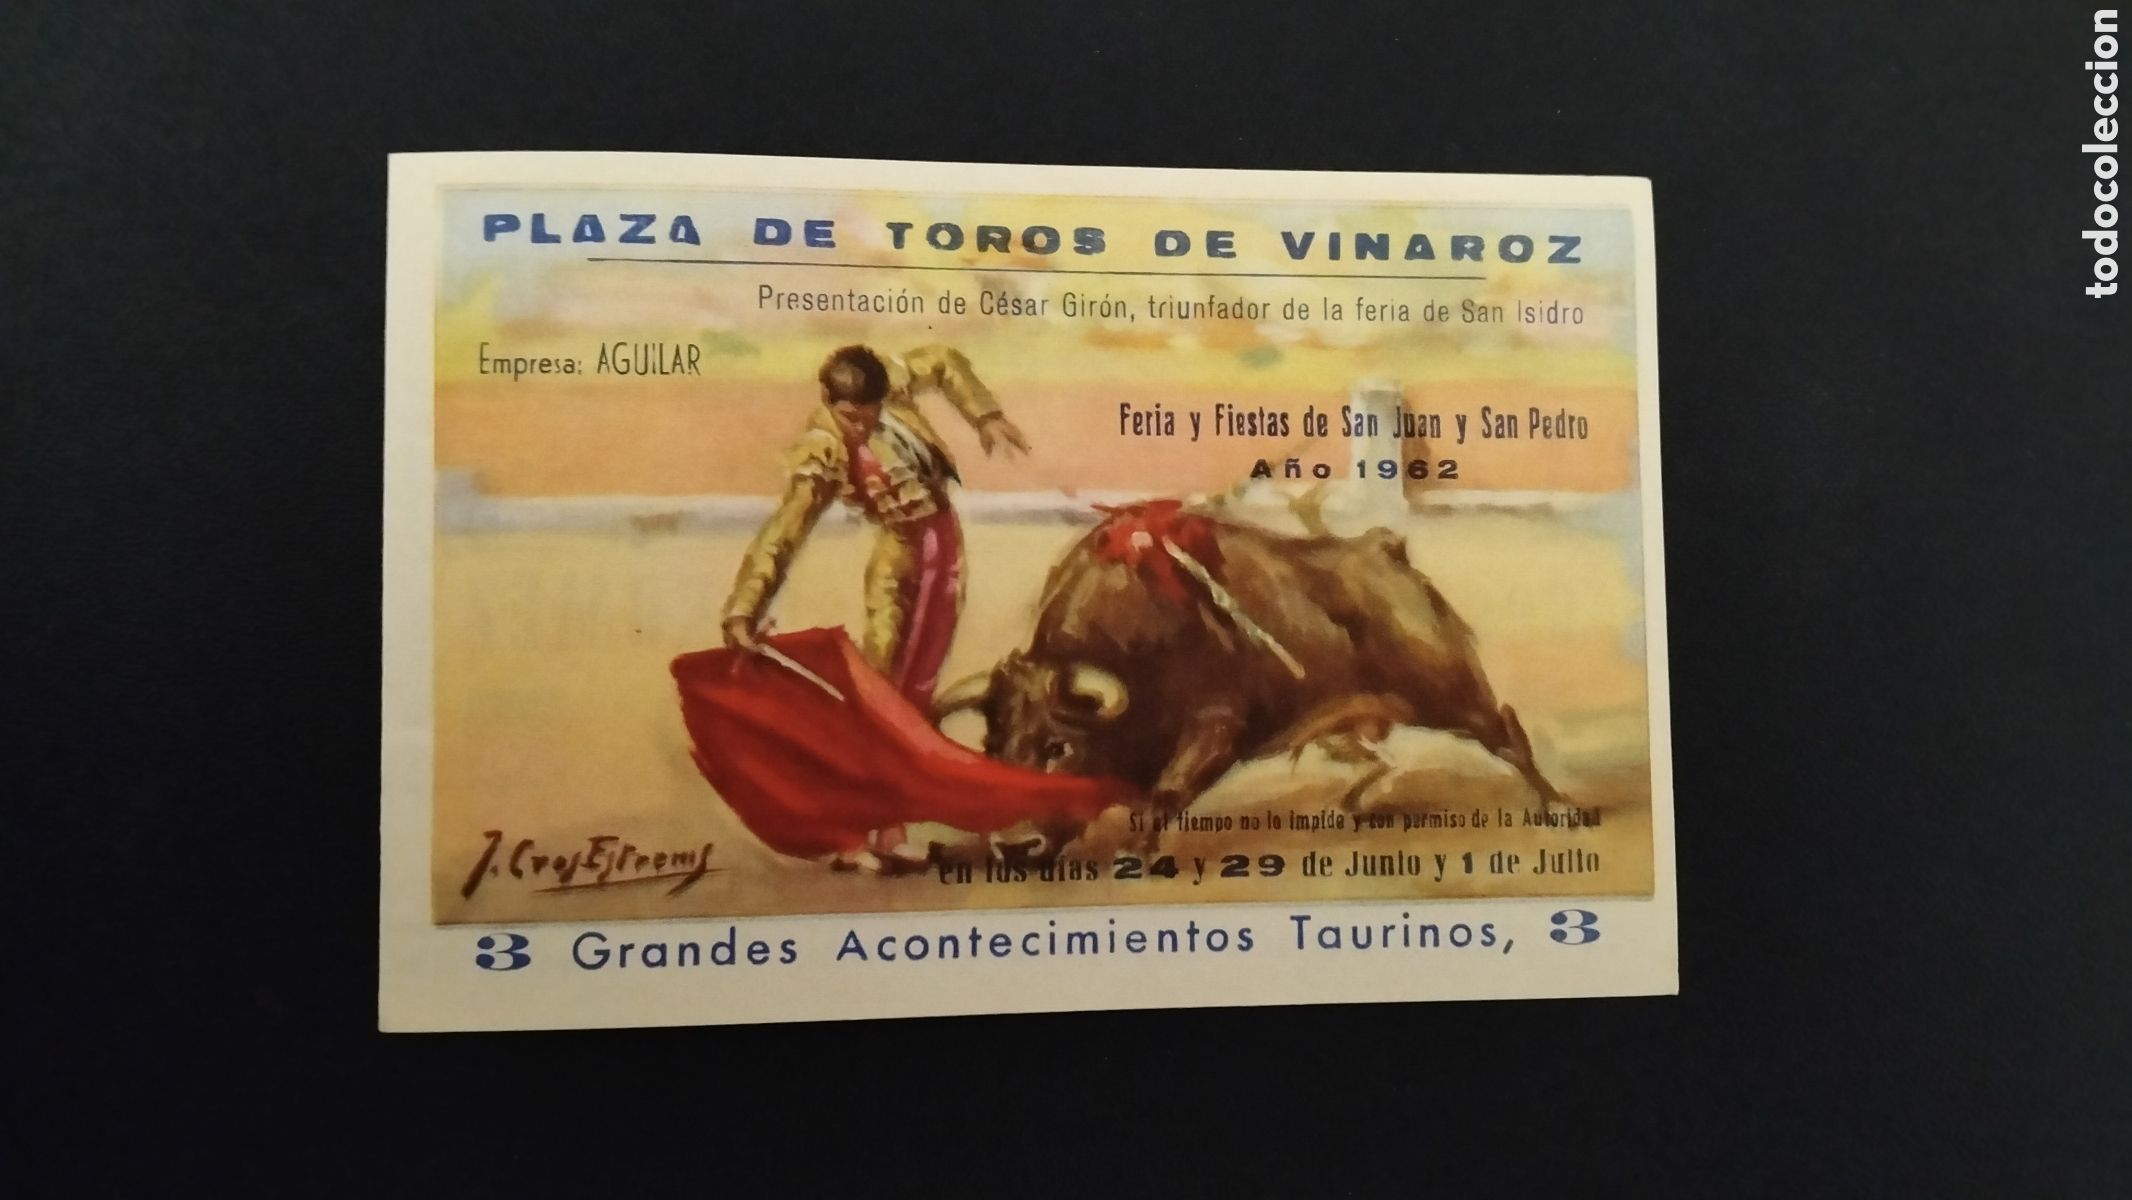 PLAZA DE TOROS DE VINAROZ
Presentación de César Girón, triunfador de la feria de San Isidro
Empresa: AGUILAR
Feria y Fiestas de San Juan y San Pedro
Año 1962
Si el tiempo no lo impide y con permiso de la Autoridad
en los días 24 y 29 de Junio y 1 de Julio
J. Cros Estrems
3 Grandes Acontecimientos Taurinos, 3
todocoleccion